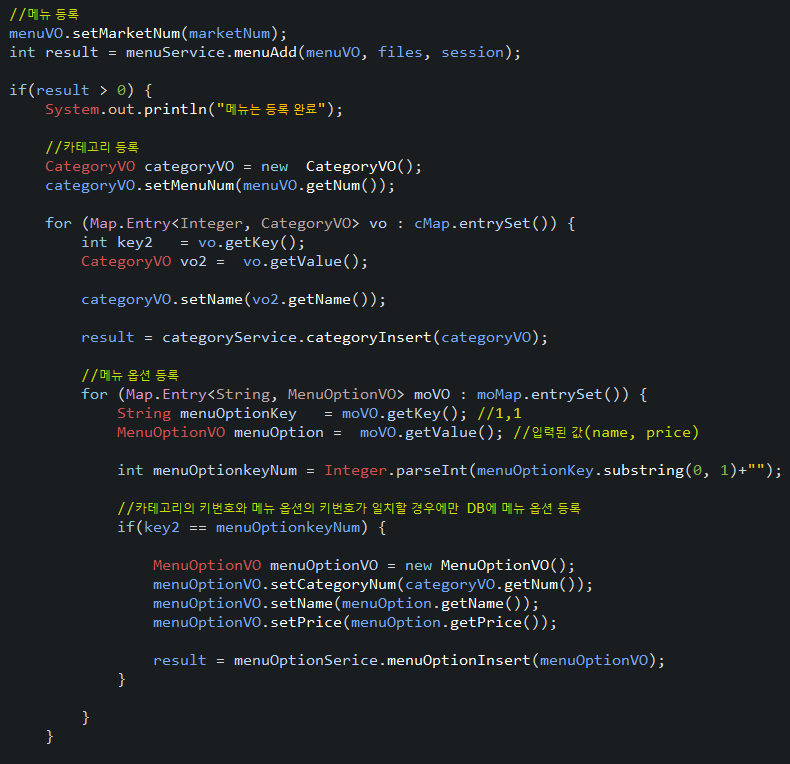 //메뉴 등록
menuVO.setMarketNum(marketNum);
int result = menuService.menuAdd(menuVO, files, session);
if(result > 0) {
System.out.println("메뉴는 등록 완료");
//카테고리 등록
CategoryVO categoryVO = new  CategoryVO();
categoryVO.setMenuNum(menuVO.getNum());
for (Map.Entry<Integer, CategoryVO> vo : cMap.entrySet()) {
int key2   = vo.getKey();
CategoryVO vo2 =  vo.getValue();
categoryVO.setName(vo2.getName());
result = categoryService.categoryInsert(categoryVO);
//메뉴 옵션 등록
for (Map.Entry<String, MenuOptionVO> moVO : moMap.entrySet()) {
String menuOptionKey   = moVO.getKey(); //1,1
MenuOptionVO menuOption =  moVO.getValue(); //입력된 값(name, price)
int menuOptionkeyNum = Integer.parseInt(menuOptionKey.substring(0, 1)+"");
//카테고리의 키번호와 메뉴 옵션의 키번호가 일치할 경우에만 DB에 메뉴 옵션 등록
if(key2 == menuOptionkeyNum) {
MenuOptionVO menuOptionVO = new MenuOptionVO();
menuOptionVO.setCategoryNum(categoryVO.getNum());
menuOptionVO.setName(menuOption.getName());
menuOptionVO.setPrice(menuOption.getPrice());
result = menuOptionSerice.menuOptionInsert(menuOptionVO);
}
}
}